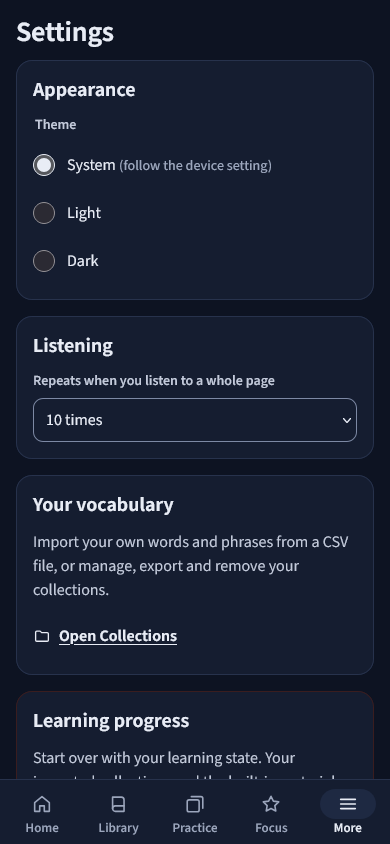 Settings
Appearance
Theme
System (follow the device setting)
Light
Dark
Listening
Repeats when you listen to a whole page
10 times
Your vocabulary
Import your own words and phrases from a CSV
file, or manage, export and remove your
collections.
Open Collections
Learning progress
Start over with your learning state. Your
Home
Library
Practice
Focus
More